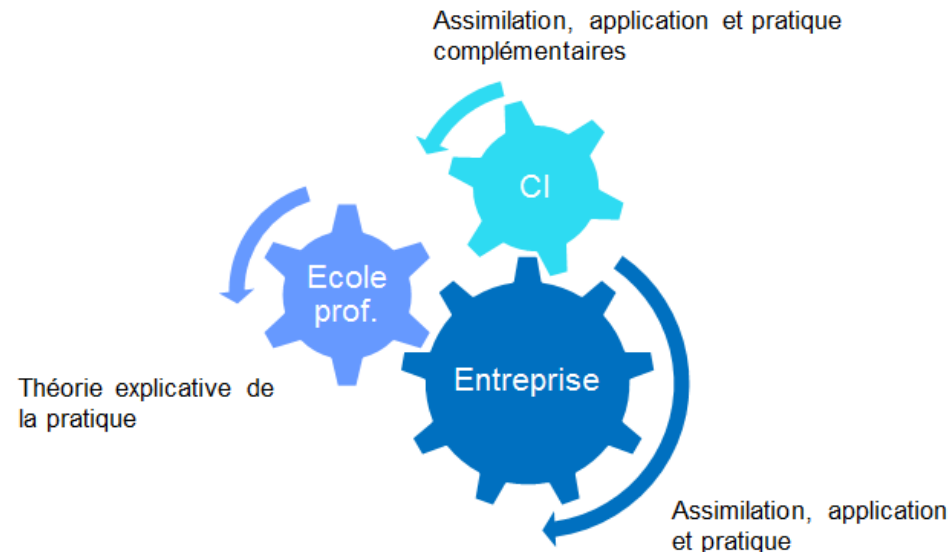 Assimilation, application et pratique
complémentaires
CI
Ecole
prof.
Entreprise
Théorie explicative de
la pratique
Assimilation, application
et pratique